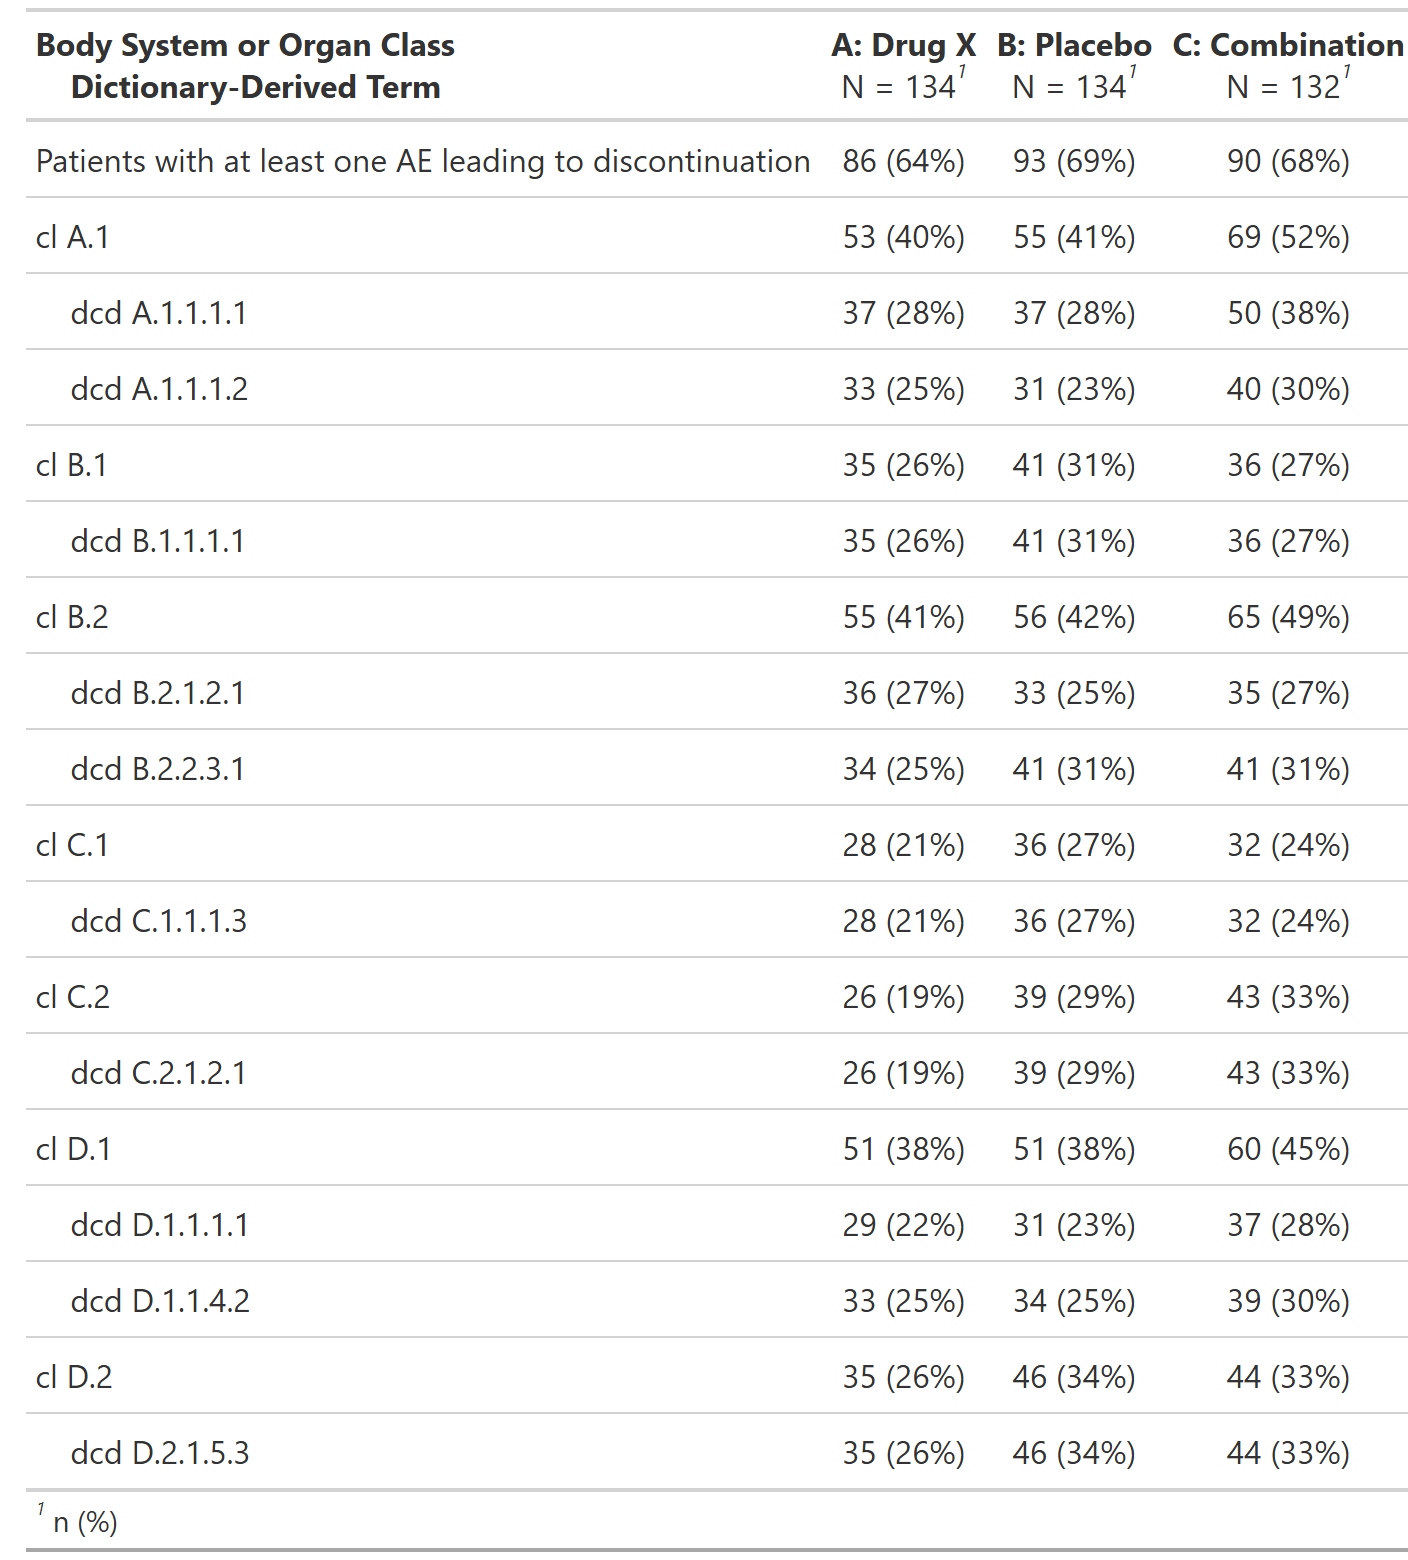 Body System or Organ Class A: Drug X B: Placebo C: Combination
Dictionary-Derived Term N = 134¹ N = 134¹ N = 132¹
Patients with at least one AE leading to discontinuation 86 (64%) 93 (69%) 90 (68%)
cl A.1 53 (40%) 55 (41%) 69 (52%)
dcd A.1.1.1.1 37 (28%) 37 (28%) 50 (38%)
dcd A.1.1.1.2 33 (25%) 31 (23%) 40 (30%)
cl B.1 35 (26%) 41 (31%) 36 (27%)
dcd B.1.1.1.1 35 (26%) 41 (31%) 36 (27%)
cl B.2 55 (41%) 56 (42%) 65 (49%)
dcd B.2.1.2.1 36 (27%) 33 (25%) 35 (27%)
dcd B.2.2.3.1 34 (25%) 41 (31%) 41 (31%)
cl C.1 28 (21%) 36 (27%) 32 (24%)
dcd C.1.1.1.3 28 (21%) 36 (27%) 32 (24%)
cl C.2 26 (19%) 39 (29%) 43 (33%)
dcd C.2.1.2.1 26 (19%) 39 (29%) 43 (33%)
cl D.1 51 (38%) 51 (38%) 60 (45%)
dcd D.1.1.1.1 29 (22%) 31 (23%) 37 (28%)
dcd D.1.1.4.2 33 (25%) 34 (25%) 39 (30%)
cl D.2 35 (26%) 46 (34%) 44 (33%)
dcd D.2.1.5.3 35 (26%) 46 (34%) 44 (33%)
¹ n (%)